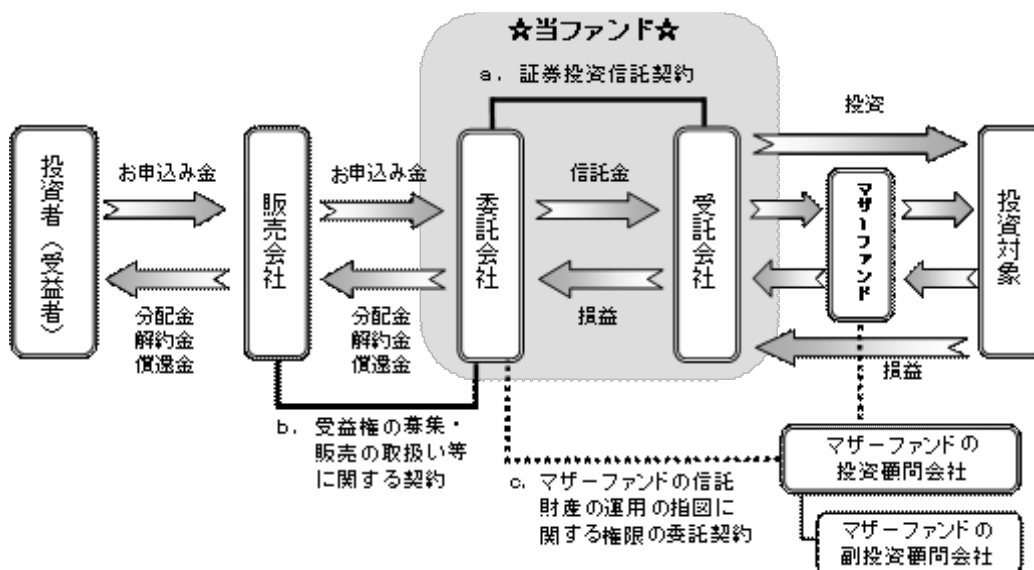 ☆当ファンド☆
a. 証券投資信託契約
投資
お申込み金
お申込み金
信託金
投資者（受益者）
販売会社
委託会社
受託会社
マザーファンド
投資対象
分配金
解約金
償還金
分配金
解約金
償還金
損益
損益
b. 受益権の募集・
販売の取扱い等
に関する契約
c. マザーファンドの信託
財産の運用の指図に
関する権限の委託契約
マザーファンドの
投資顧問会社
マザーファンドの
副投資顧問会社